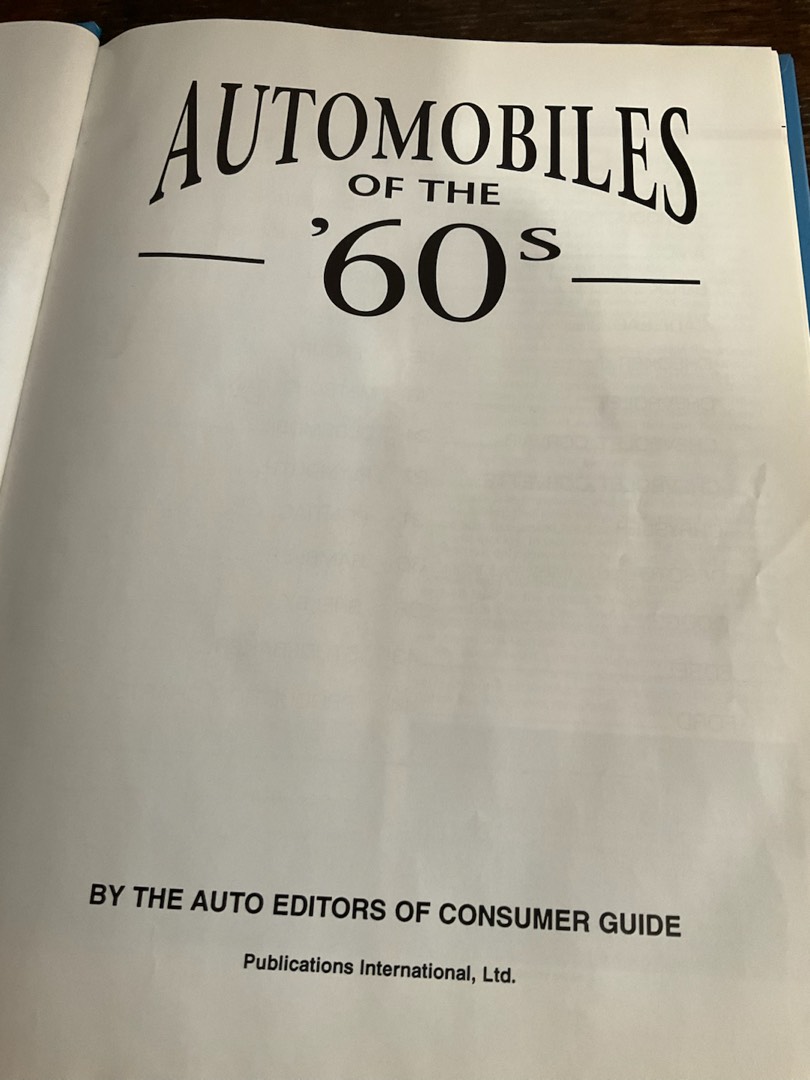 AUTOMOBILES
OF THE
’60s
BY THE AUTO EDITORS OF CONSUMER GUIDE
Publications International, Ltd.